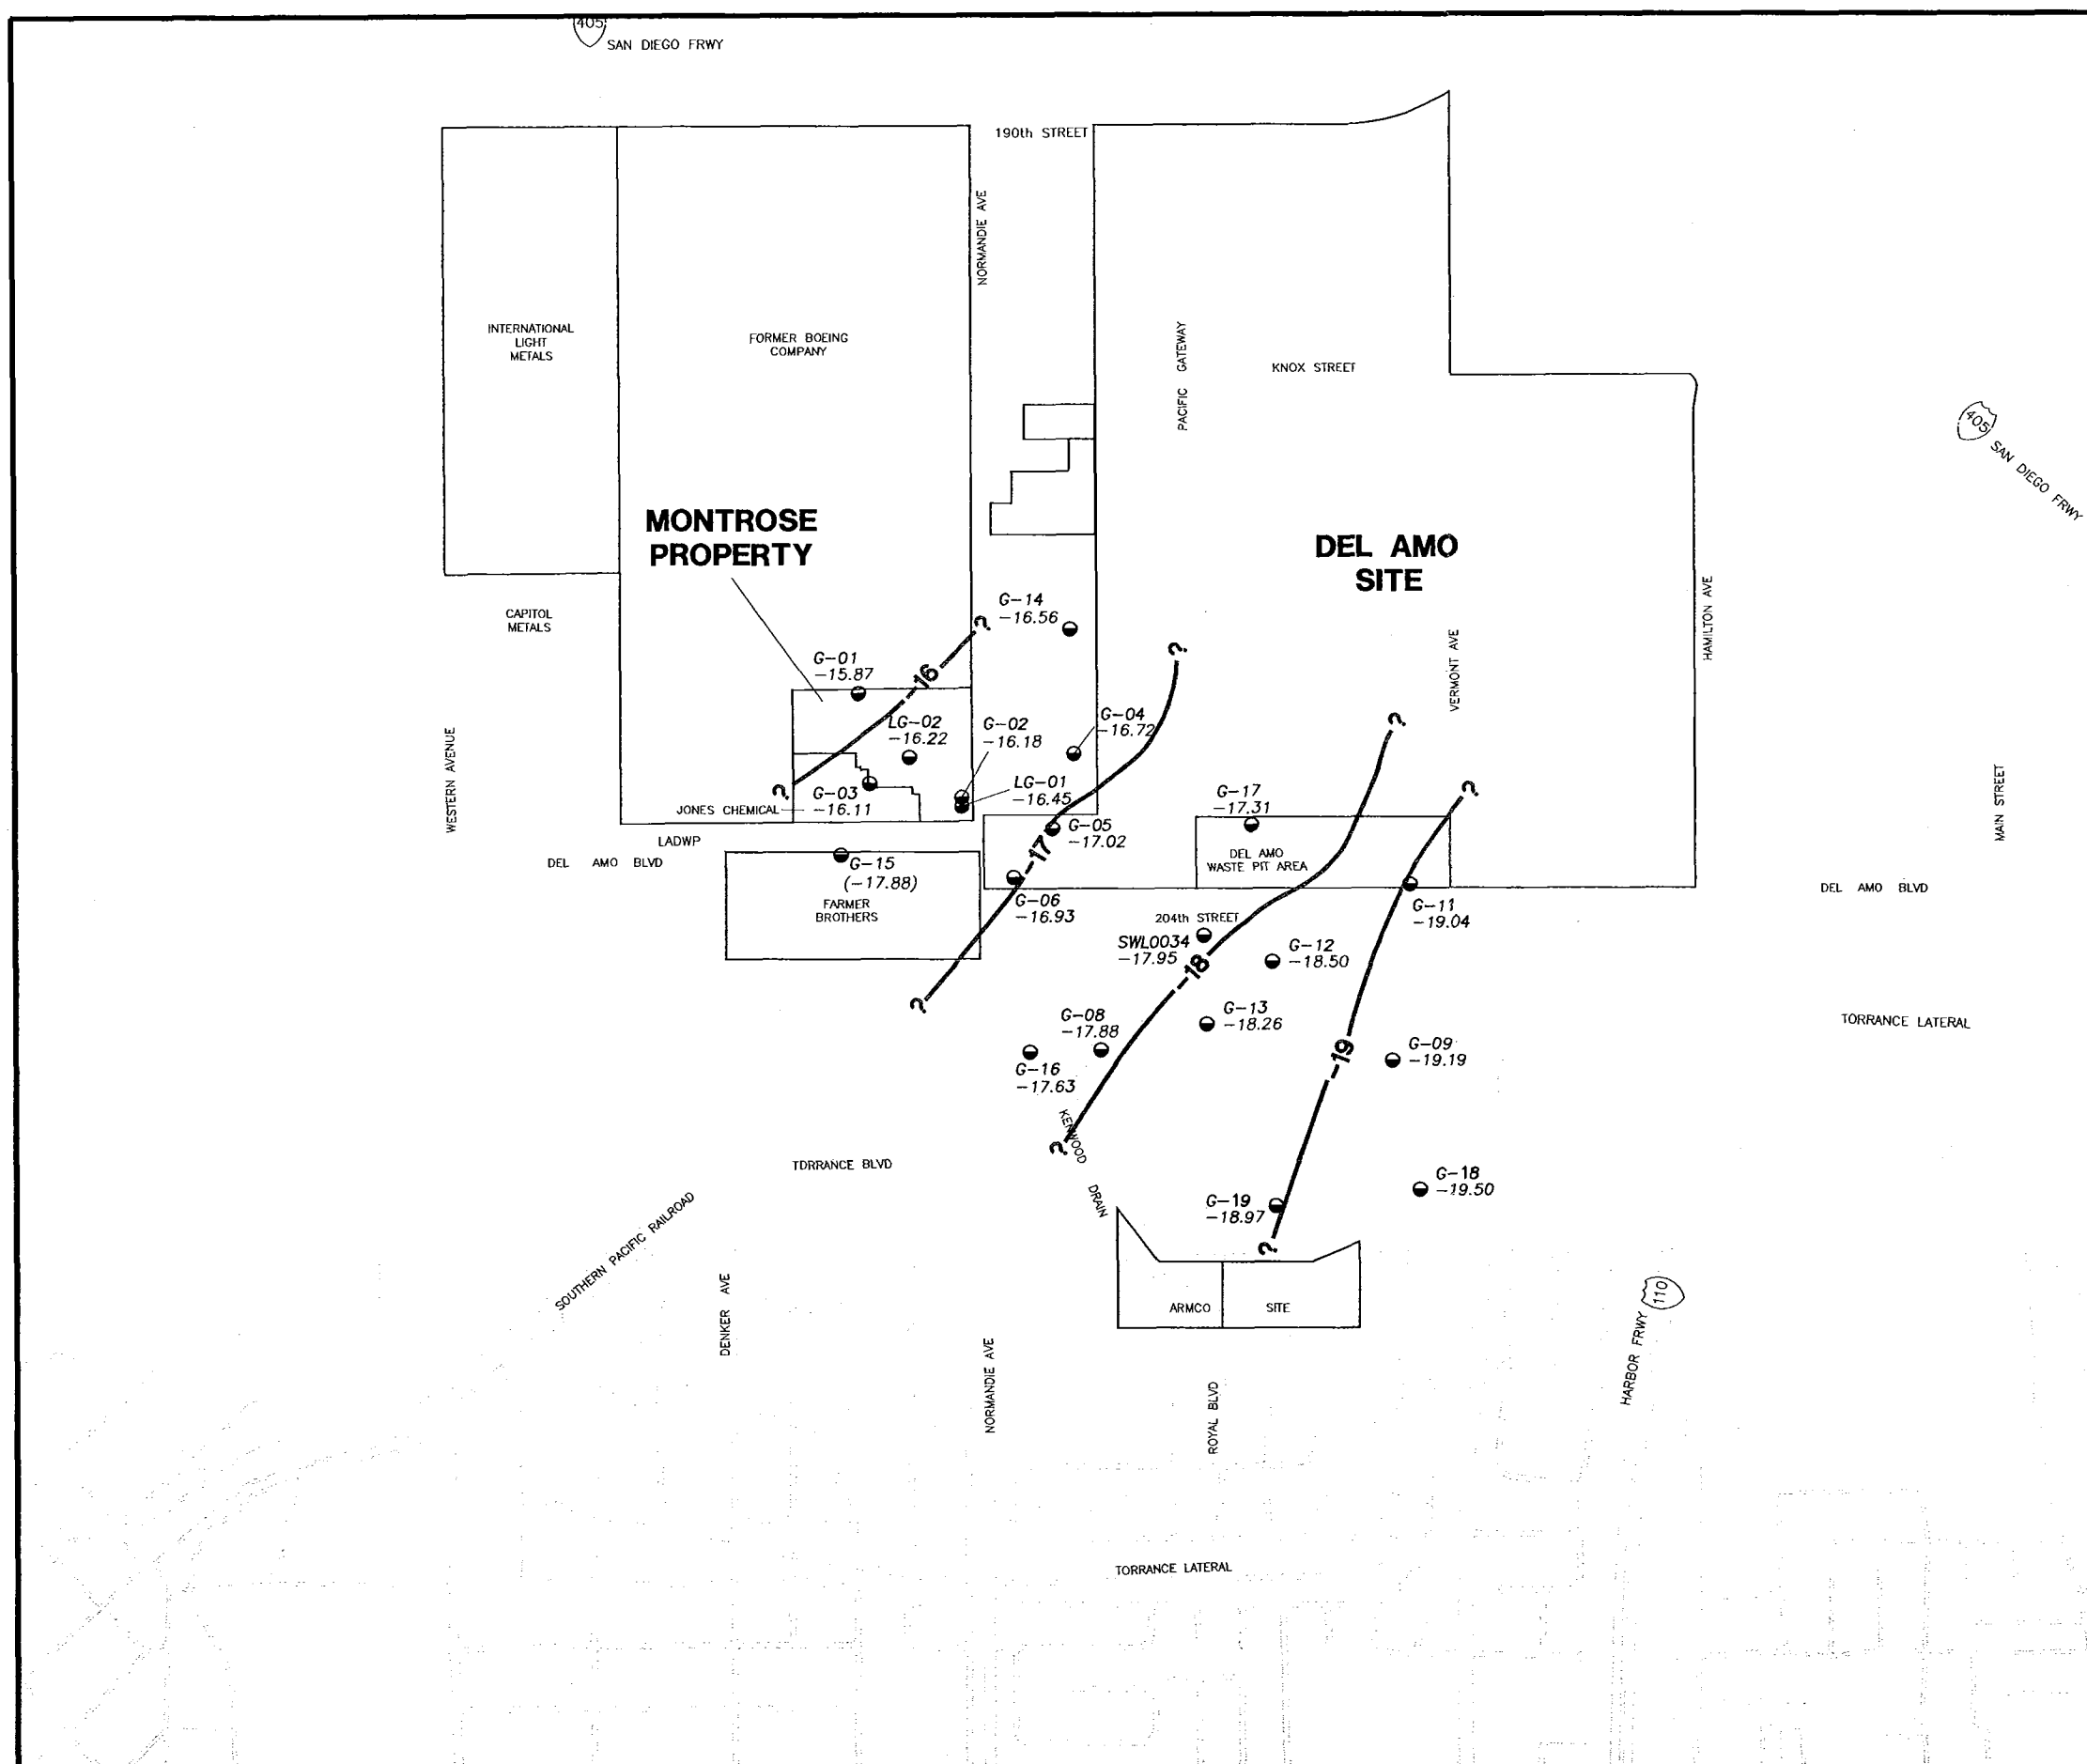 405
SAN DIEGO FRWY
190th STREET
NORMANDIE AVE
INTERNATIONAL
LIGHT
METALS
FORMER BOEING
COMPANY
PACIFIC GATEWAY
KNOX STREET
405
SAN DIEGO FRWY
MONTROSE
PROPERTY
DEL AMO
SITE
CAPITOL
METALS
G-14
-16.56
?
?
HAMILTON AVE
VERMONT AVE
G-01
-15.87
-16
LG-02
-16.22
G-02
-16.18
G-04
-16.72
?
WESTERN AVENUE
MAIN STREET
?
G-03
-16.11
JONES CHEMICAL
LG-01
-16.45
G-17
-17.31
?
LADWP
DEL AMO BLVD
G-05
-17.02
-17
DEL AMO
WASTE PIT AREA
G-15
(-17.88)
FARMER
BROTHERS
G-06
-16.93
204th STREET
G-11
-19.04
DEL AMO BLVD
SWL0034
-17.95
-18
G-12
-18.50
?
G-08
-17.88
G-13
-18.26
TORRANCE LATERAL
G-16
-17.63
-19
G-09
-19.19
KENWOOD
DRAIN
?
TORRANCE BLVD
G-18
-19.50
G-19
-18.97
?
SOUTHERN PACIFIC RAILROAD
DENKER AVE
ARMCO SITE
110
HARBOR FRWY
NORMANDIE AVE
ROYAL BLVD
TORRANCE LATERAL